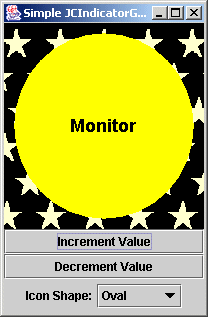 Simple JCIndicatorG...
Monitor
Increment Value
Decrement Value
Icon Shape: Oval